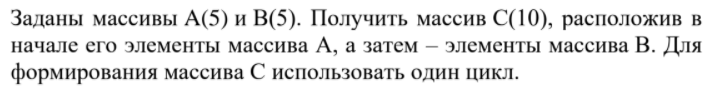 Заданы массивы А(5) и В(5). Получить массив С(10), расположив в
начале его элементы массива А, а затем – элементы массива В. Для
формирования массива С использовать один цикл.